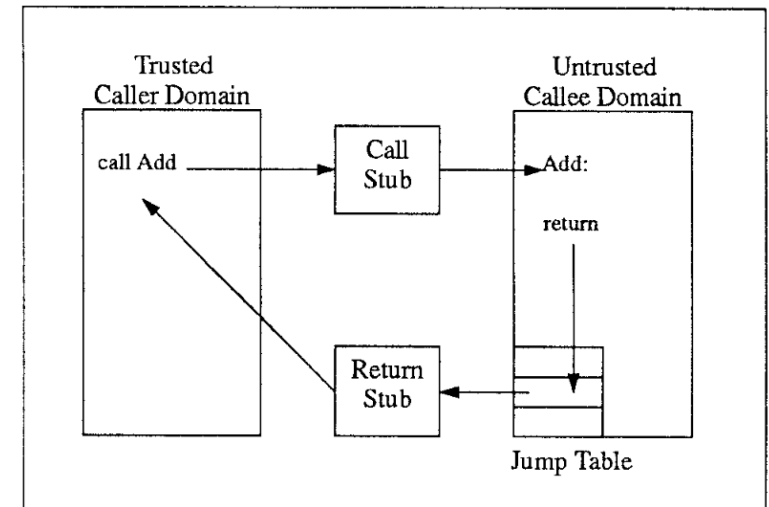 Trusted
Caller Domain
Untrusted
Callee Domain
call Add
Call
Stub
Add:
return
Return
Stub
Jump Table